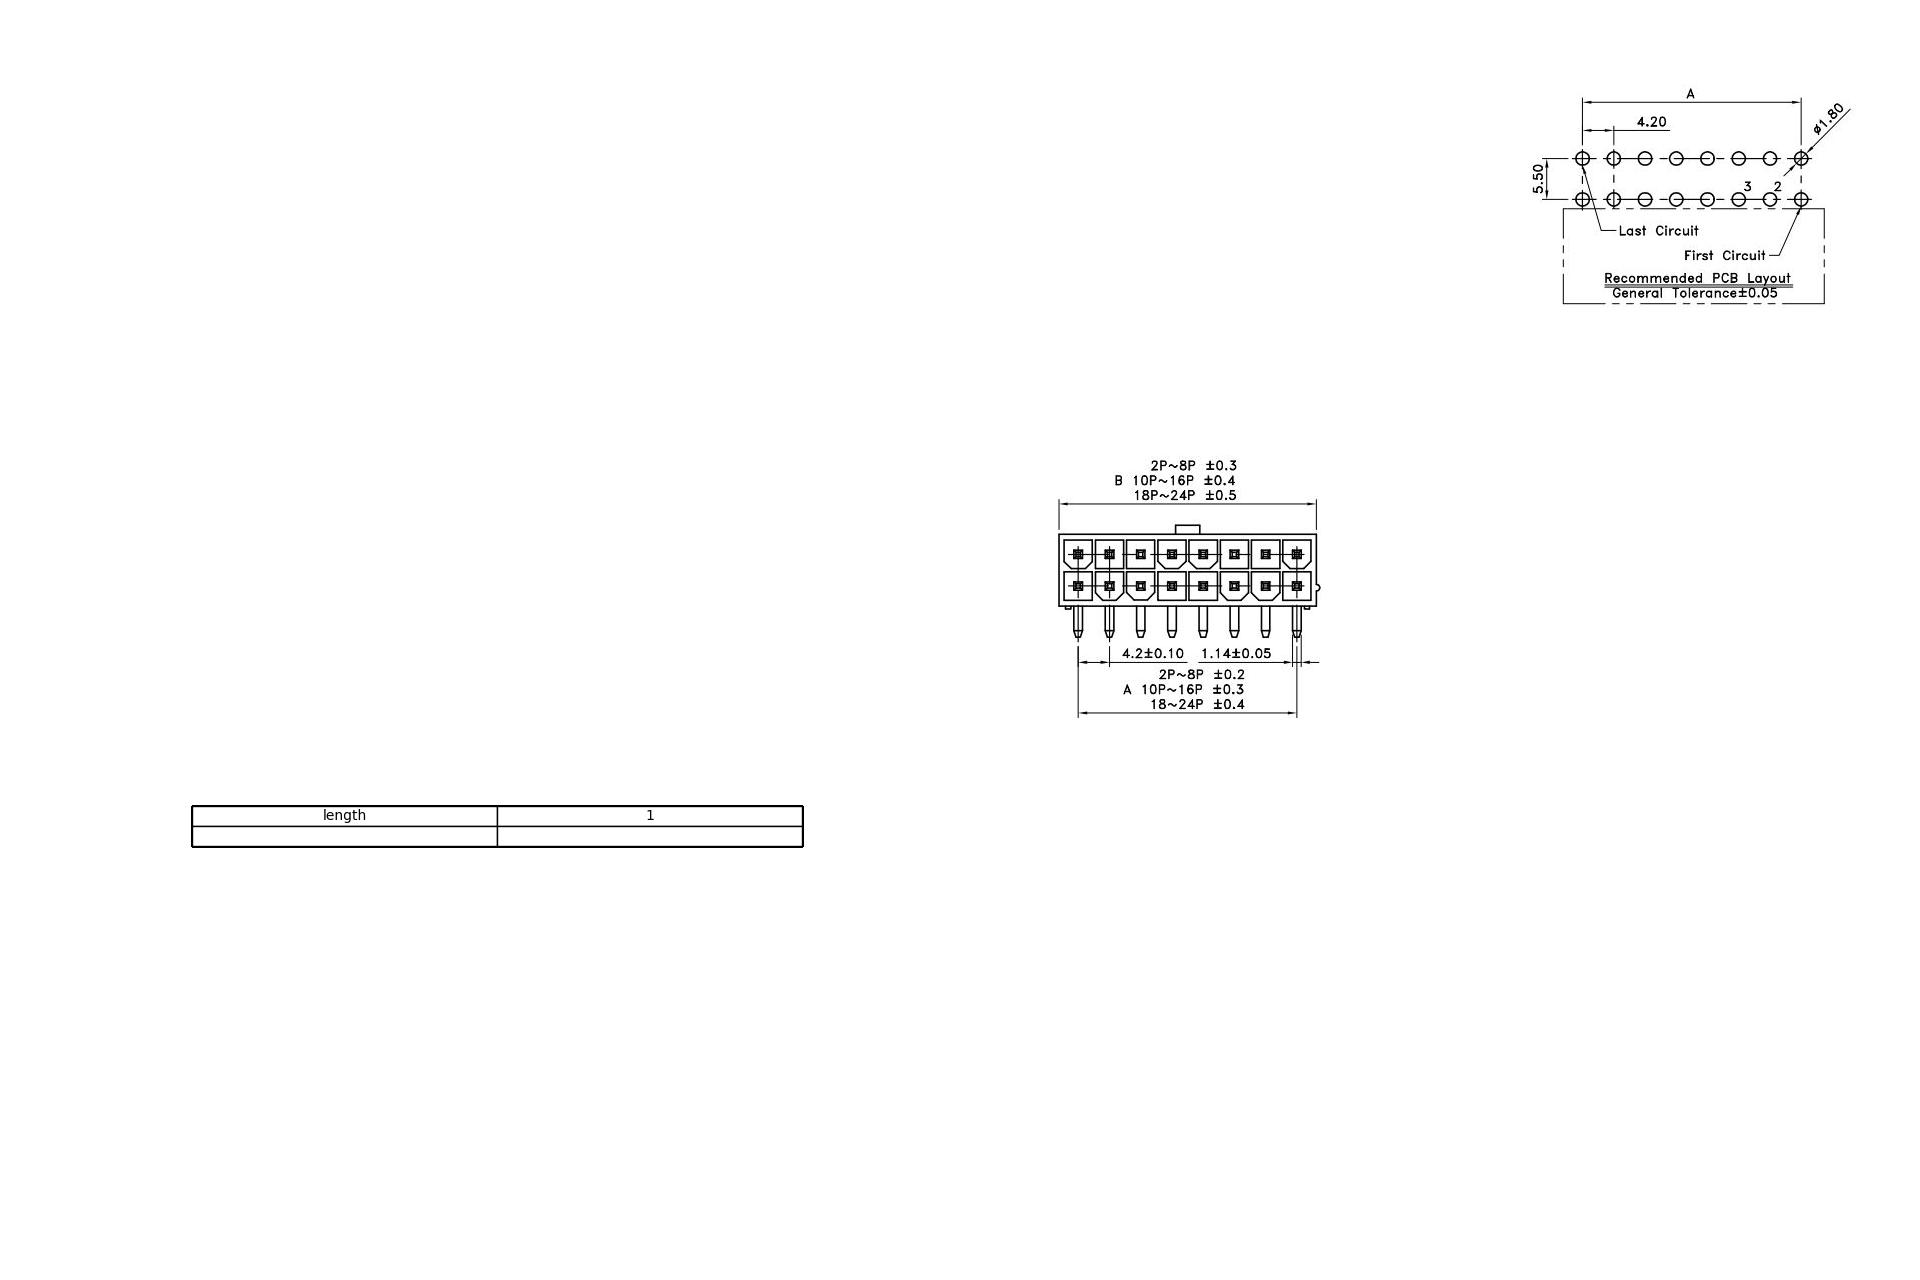 A
4.20
ø1.80
5.50
3 2
Last Circuit
First Circuit
Recommended PCB Layout
General Tolerance±0.05
2P~8P ±0.3
B 10P~16P ±0.4
18P~24P ±0.5
4.2±0.10 1.14±0.05
2P~8P ±0.2
A 10P~16P ±0.3
18~24P ±0.4
length 1